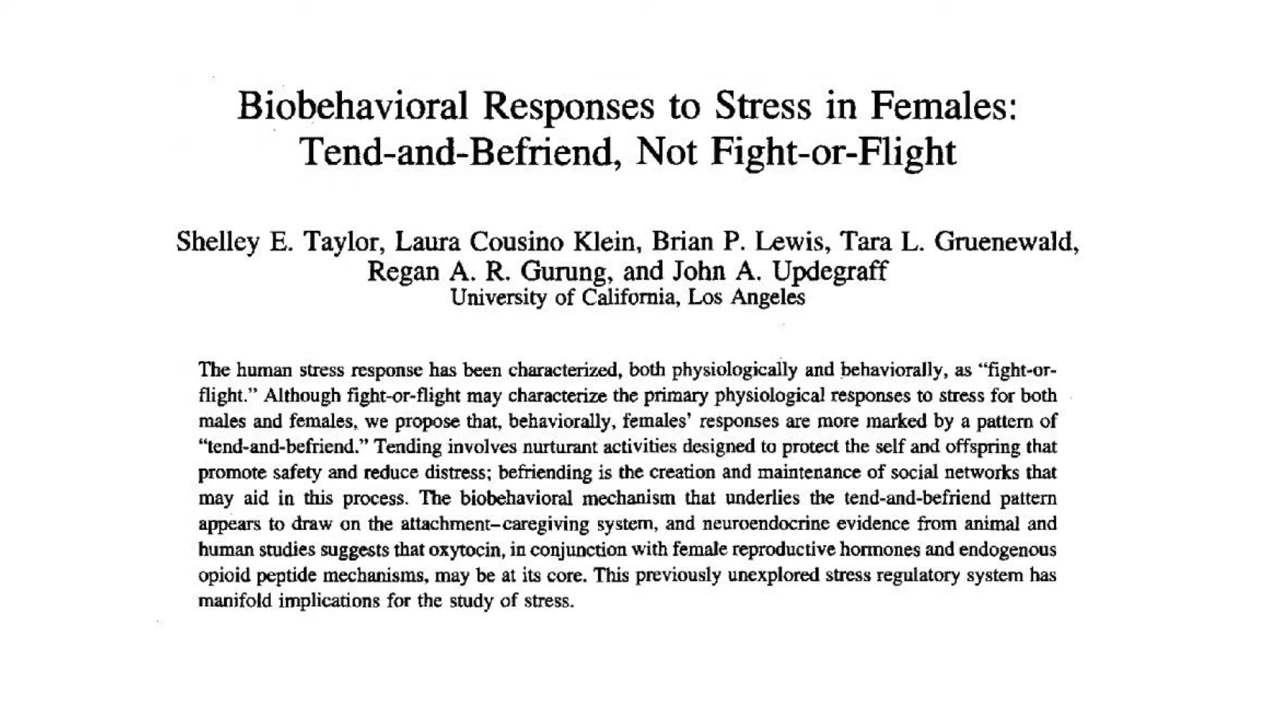 Biobehavioral Responses to Stress in Females:
Tend-and-Befriend, Not Fight-or-Flight
Shelley E. Taylor, Laura Cousino Klein, Brian P. Lewis, Tara L. Gruenewald,
Regan A. R. Gurung, and John A. Updegraff
University of California, Los Angeles
The human stress response has been characterized, both physiologically and behaviorally, as "fight-or-
flight." Although fight-or-flight may characterize the primary physiological responses to stress for both
males and females, we propose that, behaviorally, females' responses are more marked by a pattern of
"tend-and-befriend." Tending involves nurturant activities designed to protect the self and offspring that
promote safety and reduce distress; befriending is the creation and maintenance of social networks that
may aid in this process. The biobehavioral mechanism that underlies the tend-and-befriend pattern
appears to draw on the attachment–caregiving system, and neuroendocrine evidence from animal and
human studies suggests that oxytocin, in conjunction with female reproductive hormones and endogenous
opioid peptide mechanisms, may be at its core. This previously unexplored stress regulatory system has
manifold implications for the study of stress.